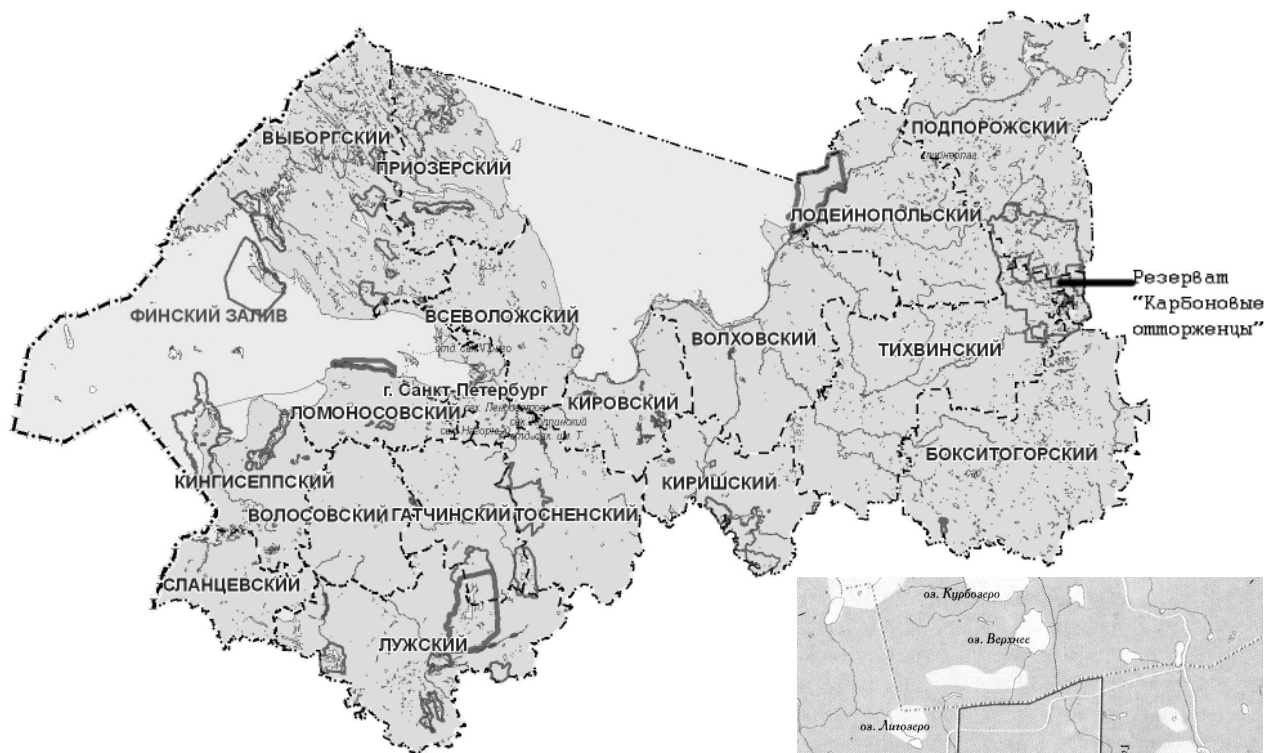 ВЫБОРГСКИЙ
ПРИОЗЕРСКИЙ
ПОДПОРОЖСКИЙ
ЛОДЕЙНОПОЛЬСКИЙ
Резерват
"Карбоновые
отторженцы"
ФИНСКИЙ ЗАЛИВ
ВСЕВОЛОЖСКИЙ
ВОЛХОВСКИЙ
ТИХВИНСКИЙ
г. Санкт-Петербург
ЛОМОНОСОВСКИЙ
КИРОВСКИЙ
БОКСИТОГОРСКИЙ
КИНГИСЕППСКИЙ
КИРИШСКИЙ
ВОЛОСОВСКИЙ
ГАТЧИНСКИЙ
ТОСНЕНСКИЙ
СЛАНЦЕВСКИЙ
ЛУЖСКИЙ
оз. Курбозеро
оз. Верхнее
оз. Лигозеро